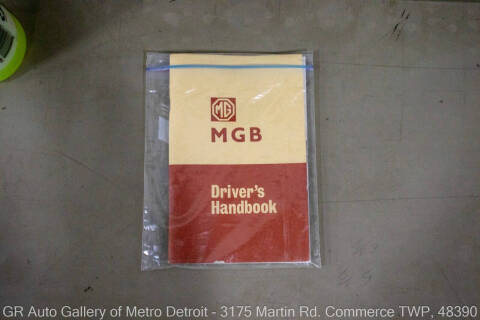 MG
MGB
Driver's
Handbook
GR Auto Gallery of Metro Detroit - 3175 Martin Rd. Commerce TWP, 48390